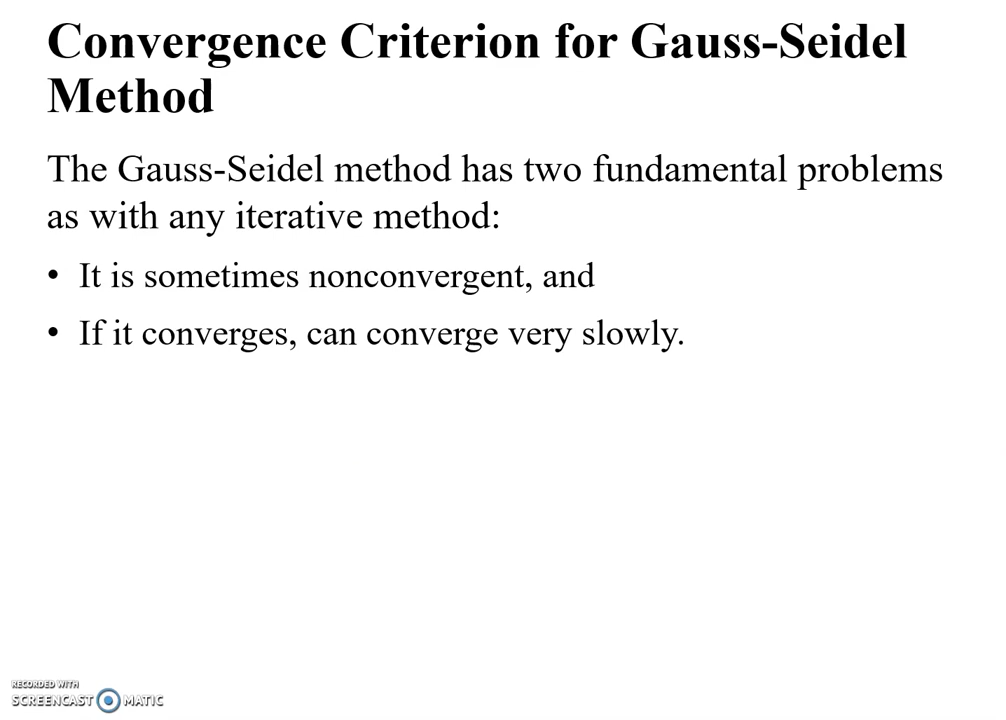 Convergence Criterion for Gauss-Seidel
Method
The Gauss-Seidel method has two fundamental problems
as with any iterative method:
• It is sometimes nonconvergent, and
• If it converges, can converge very slowly.
RECORDED WITH
SCREENCAST MATIC